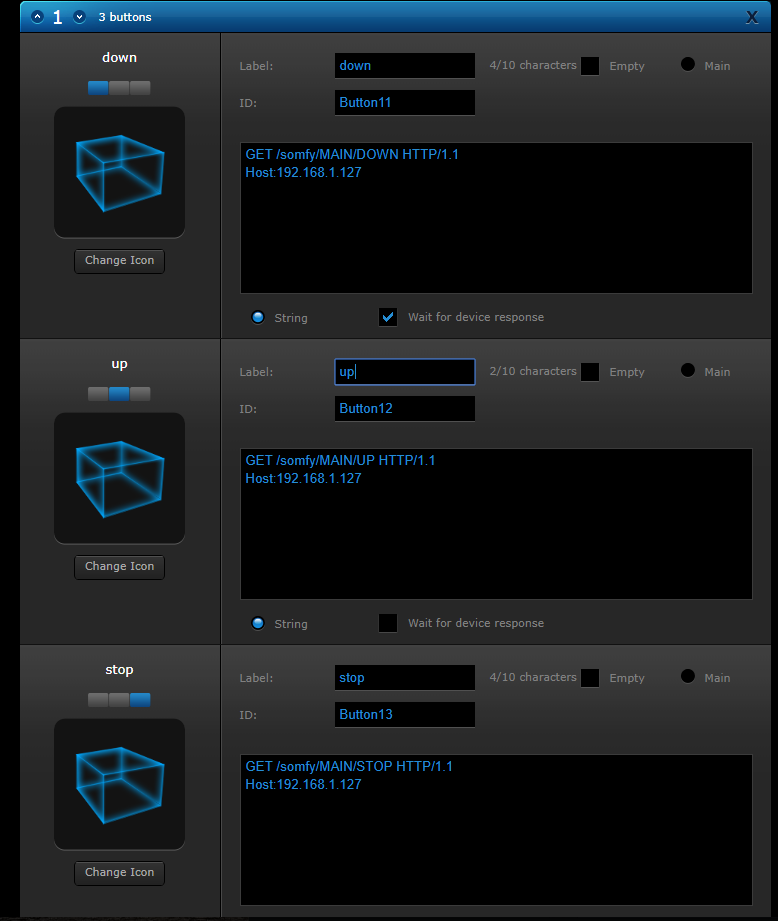 1 3 buttons X
down
Label: down 4/10 characters Empty Main
ID: Button11
GET /somfy/MAIN/DOWN HTTP/1.1
Host:192.168.1.127
Change Icon
String Wait for device response
up
Label: up 2/10 characters Empty Main
ID: Button12
GET /somfy/MAIN/UP HTTP/1.1
Host:192.168.1.127
Change Icon
String Wait for device response
stop
Label: stop 4/10 characters Empty Main
ID: Button13
GET /somfy/MAIN/STOP HTTP/1.1
Host:192.168.1.127
Change Icon